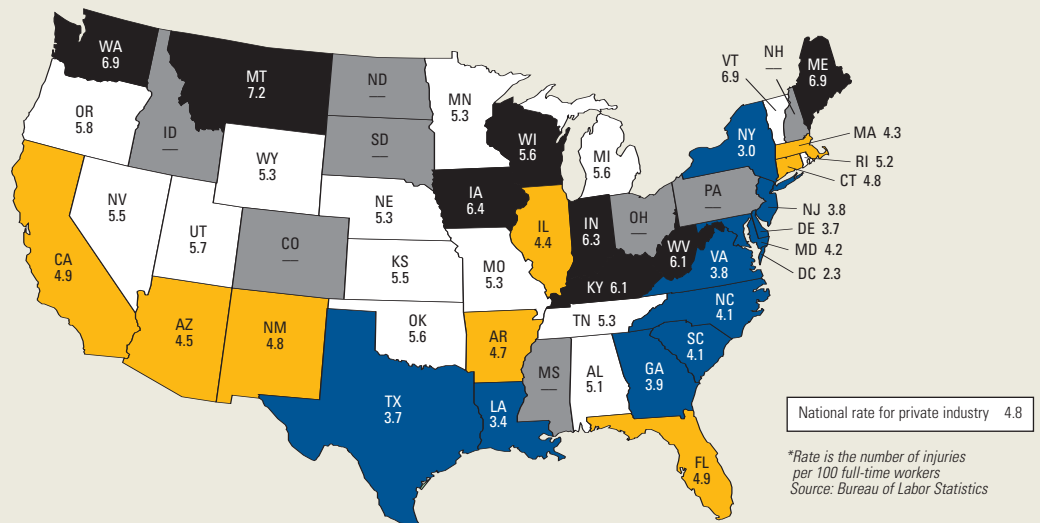 WA
6.9
MT
7.2
ND
—
MN
5.3
VT
6.9
NH
—
ME
6.9
OR
5.8
ID
—
SD
—
WI
5.6
MI
5.6
NY
3.0
MA 4.3
RI 5.2
CT 4.8
WY
5.3
NV
5.5
UT
5.7
NE
5.3
IA
6.4
IL
4.4
IN
6.3
OH
—
PA
—
NJ 3.8
DE 3.7
MD 4.2
DC 2.3
CA
4.9
CO
—
KS
5.5
MO
5.3
WV
6.1
VA
3.8
KY 6.1
NC
4.1
TN 5.3
AZ
4.5
NM
4.8
OK
5.6
AR
4.7
SC
4.1
MS
—
AL
5.1
GA
3.9
TX
3.7
LA
3.4
FL
4.9
National rate for private industry 4.8
*Rate is the number of injuries
per 100 full-time workers
Source: Bureau of Labor Statistics